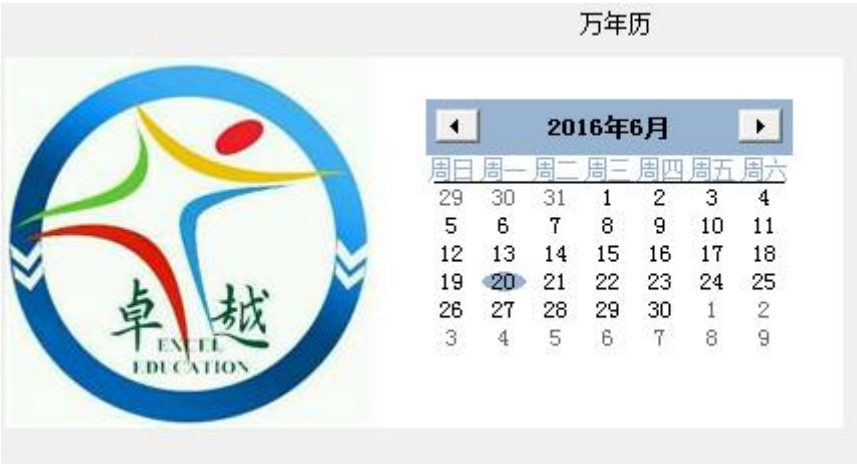 万年历
卓越
EXCEL
EDUCATION
2016年6月
周日 周一 周二 周三 周四 周五 周六
29 30 31 1 2 3 4
5 6 7 8 9 10 11
12 13 14 15 16 17 18
19 20 21 22 23 24 25
26 27 28 29 30 1 2
3 4 5 6 7 8 9